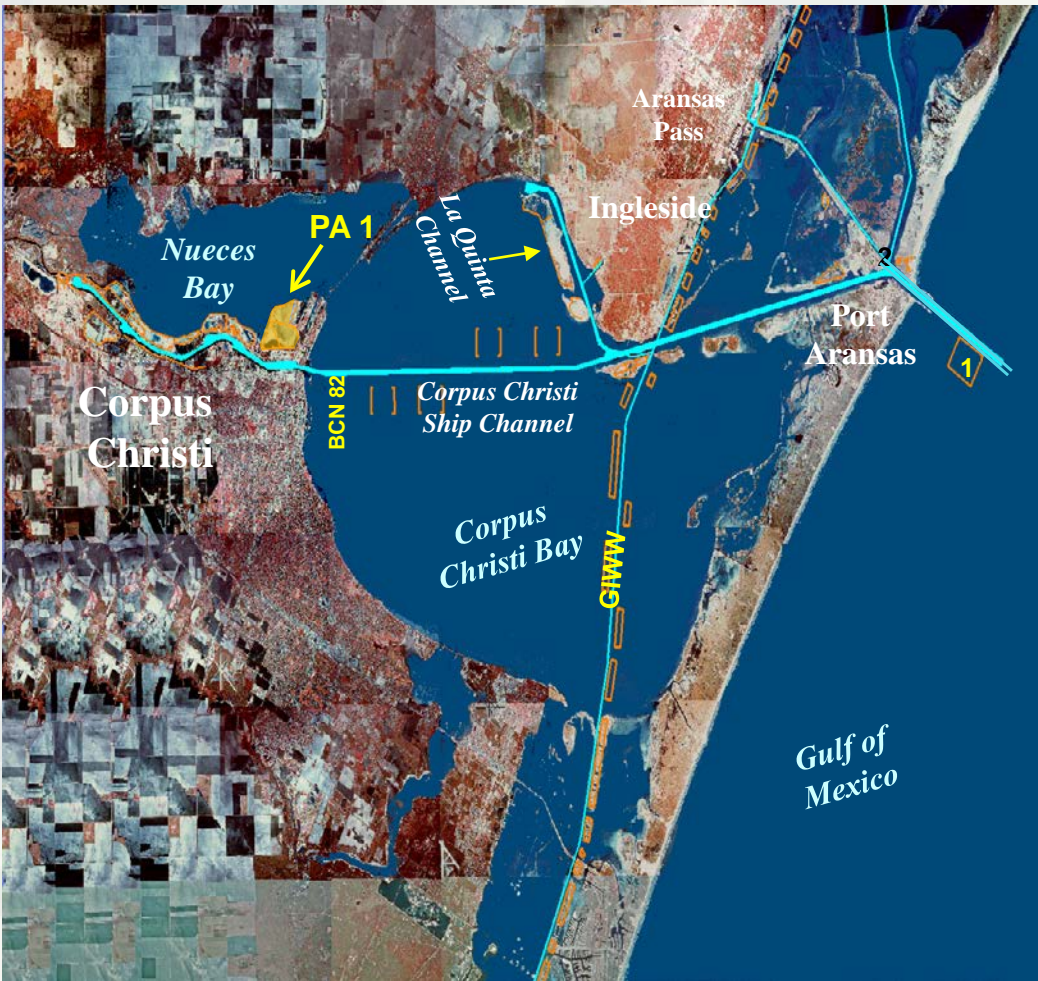 Aransas
Pass
La Quinta
Channel
Ingleside
PA 1
Nueces
Bay
2
Port
Aransas
1
Corpus
Christi
BCN 82
Corpus Christi
Ship Channel
Corpus
Christi Bay
GIWW
Gulf of
Mexico